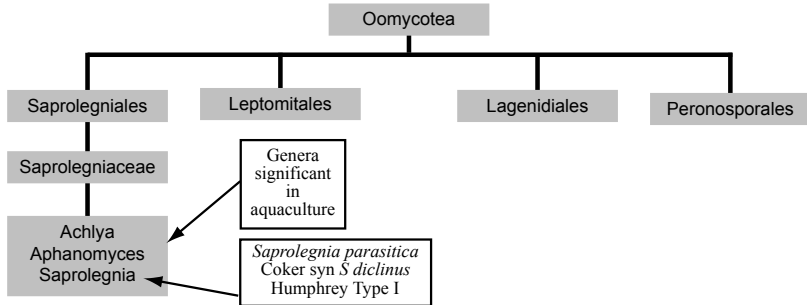 Oomycotea
Saprolegniales
Leptomitales
Lagenidiales
Peronosporales
Saprolegniaceae
Genera
significant
in
aquaculture
Achlya
Aphanomyces
Saprolegnia
Saprolegnia parasitica
Coker syn S diclinus
Humphrey Type I